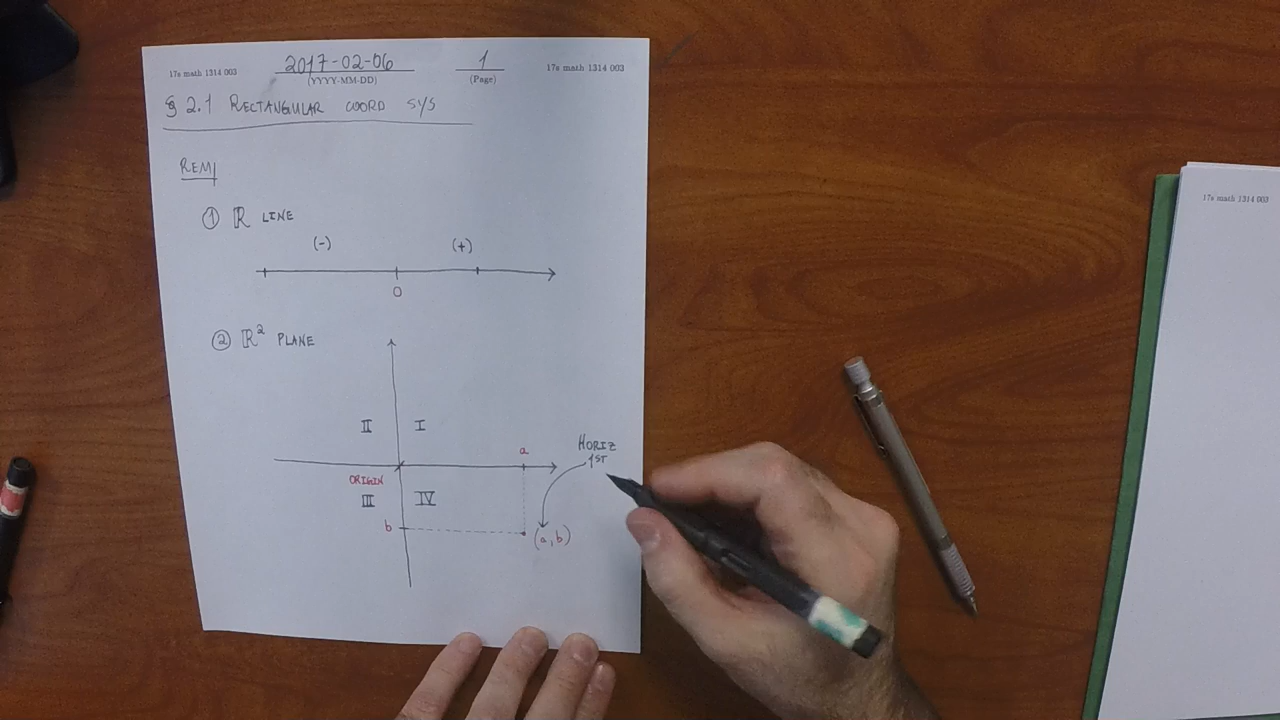 17s math 1314 003 2017-02-06 1 17s math 1314 003
(YYYY-MM-DD) (Page)
§ 2.1 RECTANGULAR COORD SYS
REM
① ℝ LINE
(-) (+)
0
② ℝ² PLANE
II I
a
HORIZ
1ST
ORIGIN
III IV
b
(a, b)
17s math 1314 003